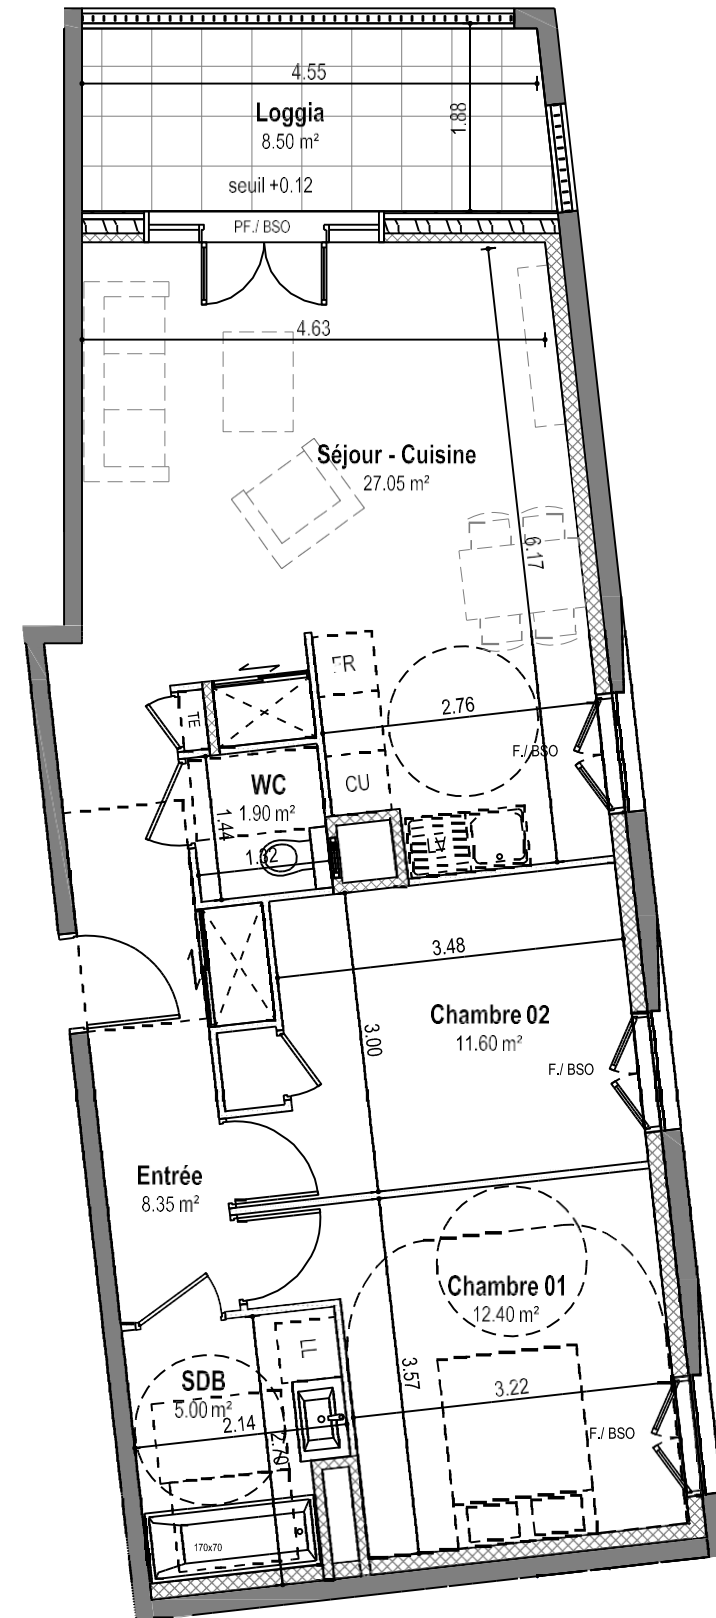 4.55
Loggia
8.50 m²
1.88
seuil +0.12
PF./ BSO
4.63
Séjour - Cuisine
27.05 m²
6.17
FR
TE
2.76
F./ BSO
WC
1.90 m²
CU
1.44
1.32
3.48
Chambre 02
11.60 m²
3.00
F./ BSO
Entrée
8.35 m²
Chambre 01
12.40 m²
LL
3.57
SDB
5.00 m²
3.22
2.14
2.70
F./ BSO
170x70